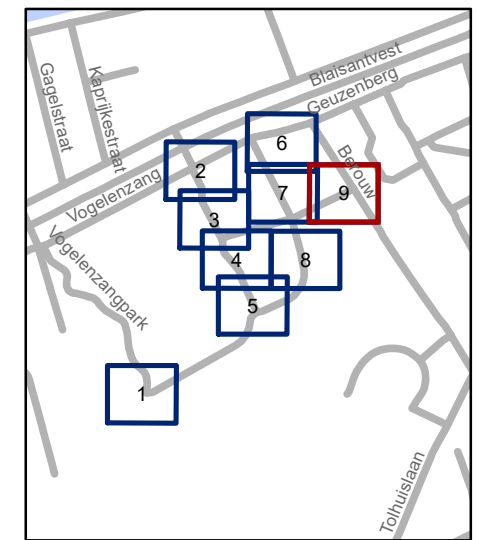 Blaisantvest
Geuzenberg
Gagelstraat
Kaprijkestraat
Berouw
6
2
7
9
Vogelenzang
3
Vogelenzangpark
4
8
5
1
Tolhuislaan